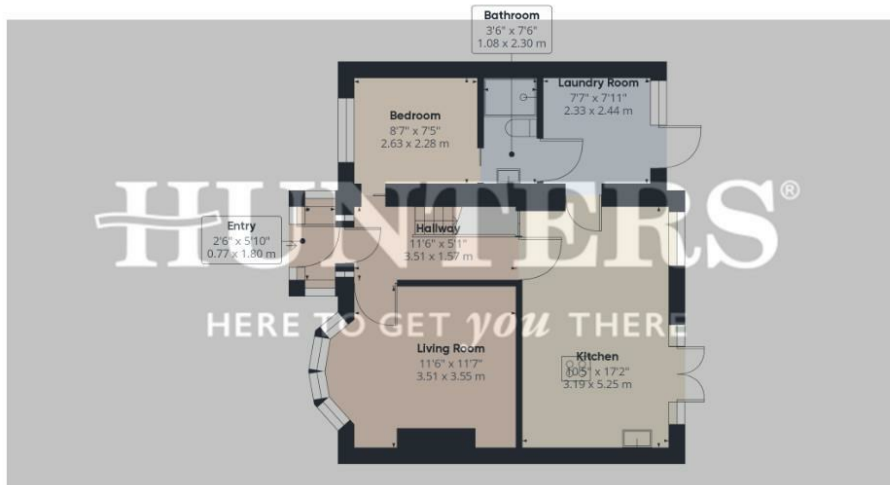 Bathroom
3'6" x 7'6"
1.08 x 2.30 m
Laundry Room
7'7" x 7'11"
2.33 x 2.44 m
Bedroom
8'7" x 7'5"
2.63 x 2.28 m
HUNTERS®
Entry
2'6" x 5'10"
0.77 x 1.80 m
Hallway
11'6" x 5'1"
3.51 x 1.57 m
HERE TO GET you THERE
Living Room
11'6" x 11'7"
3.51 x 3.55 m
Kitchen
10'5" x 17'2"
3.19 x 5.25 m